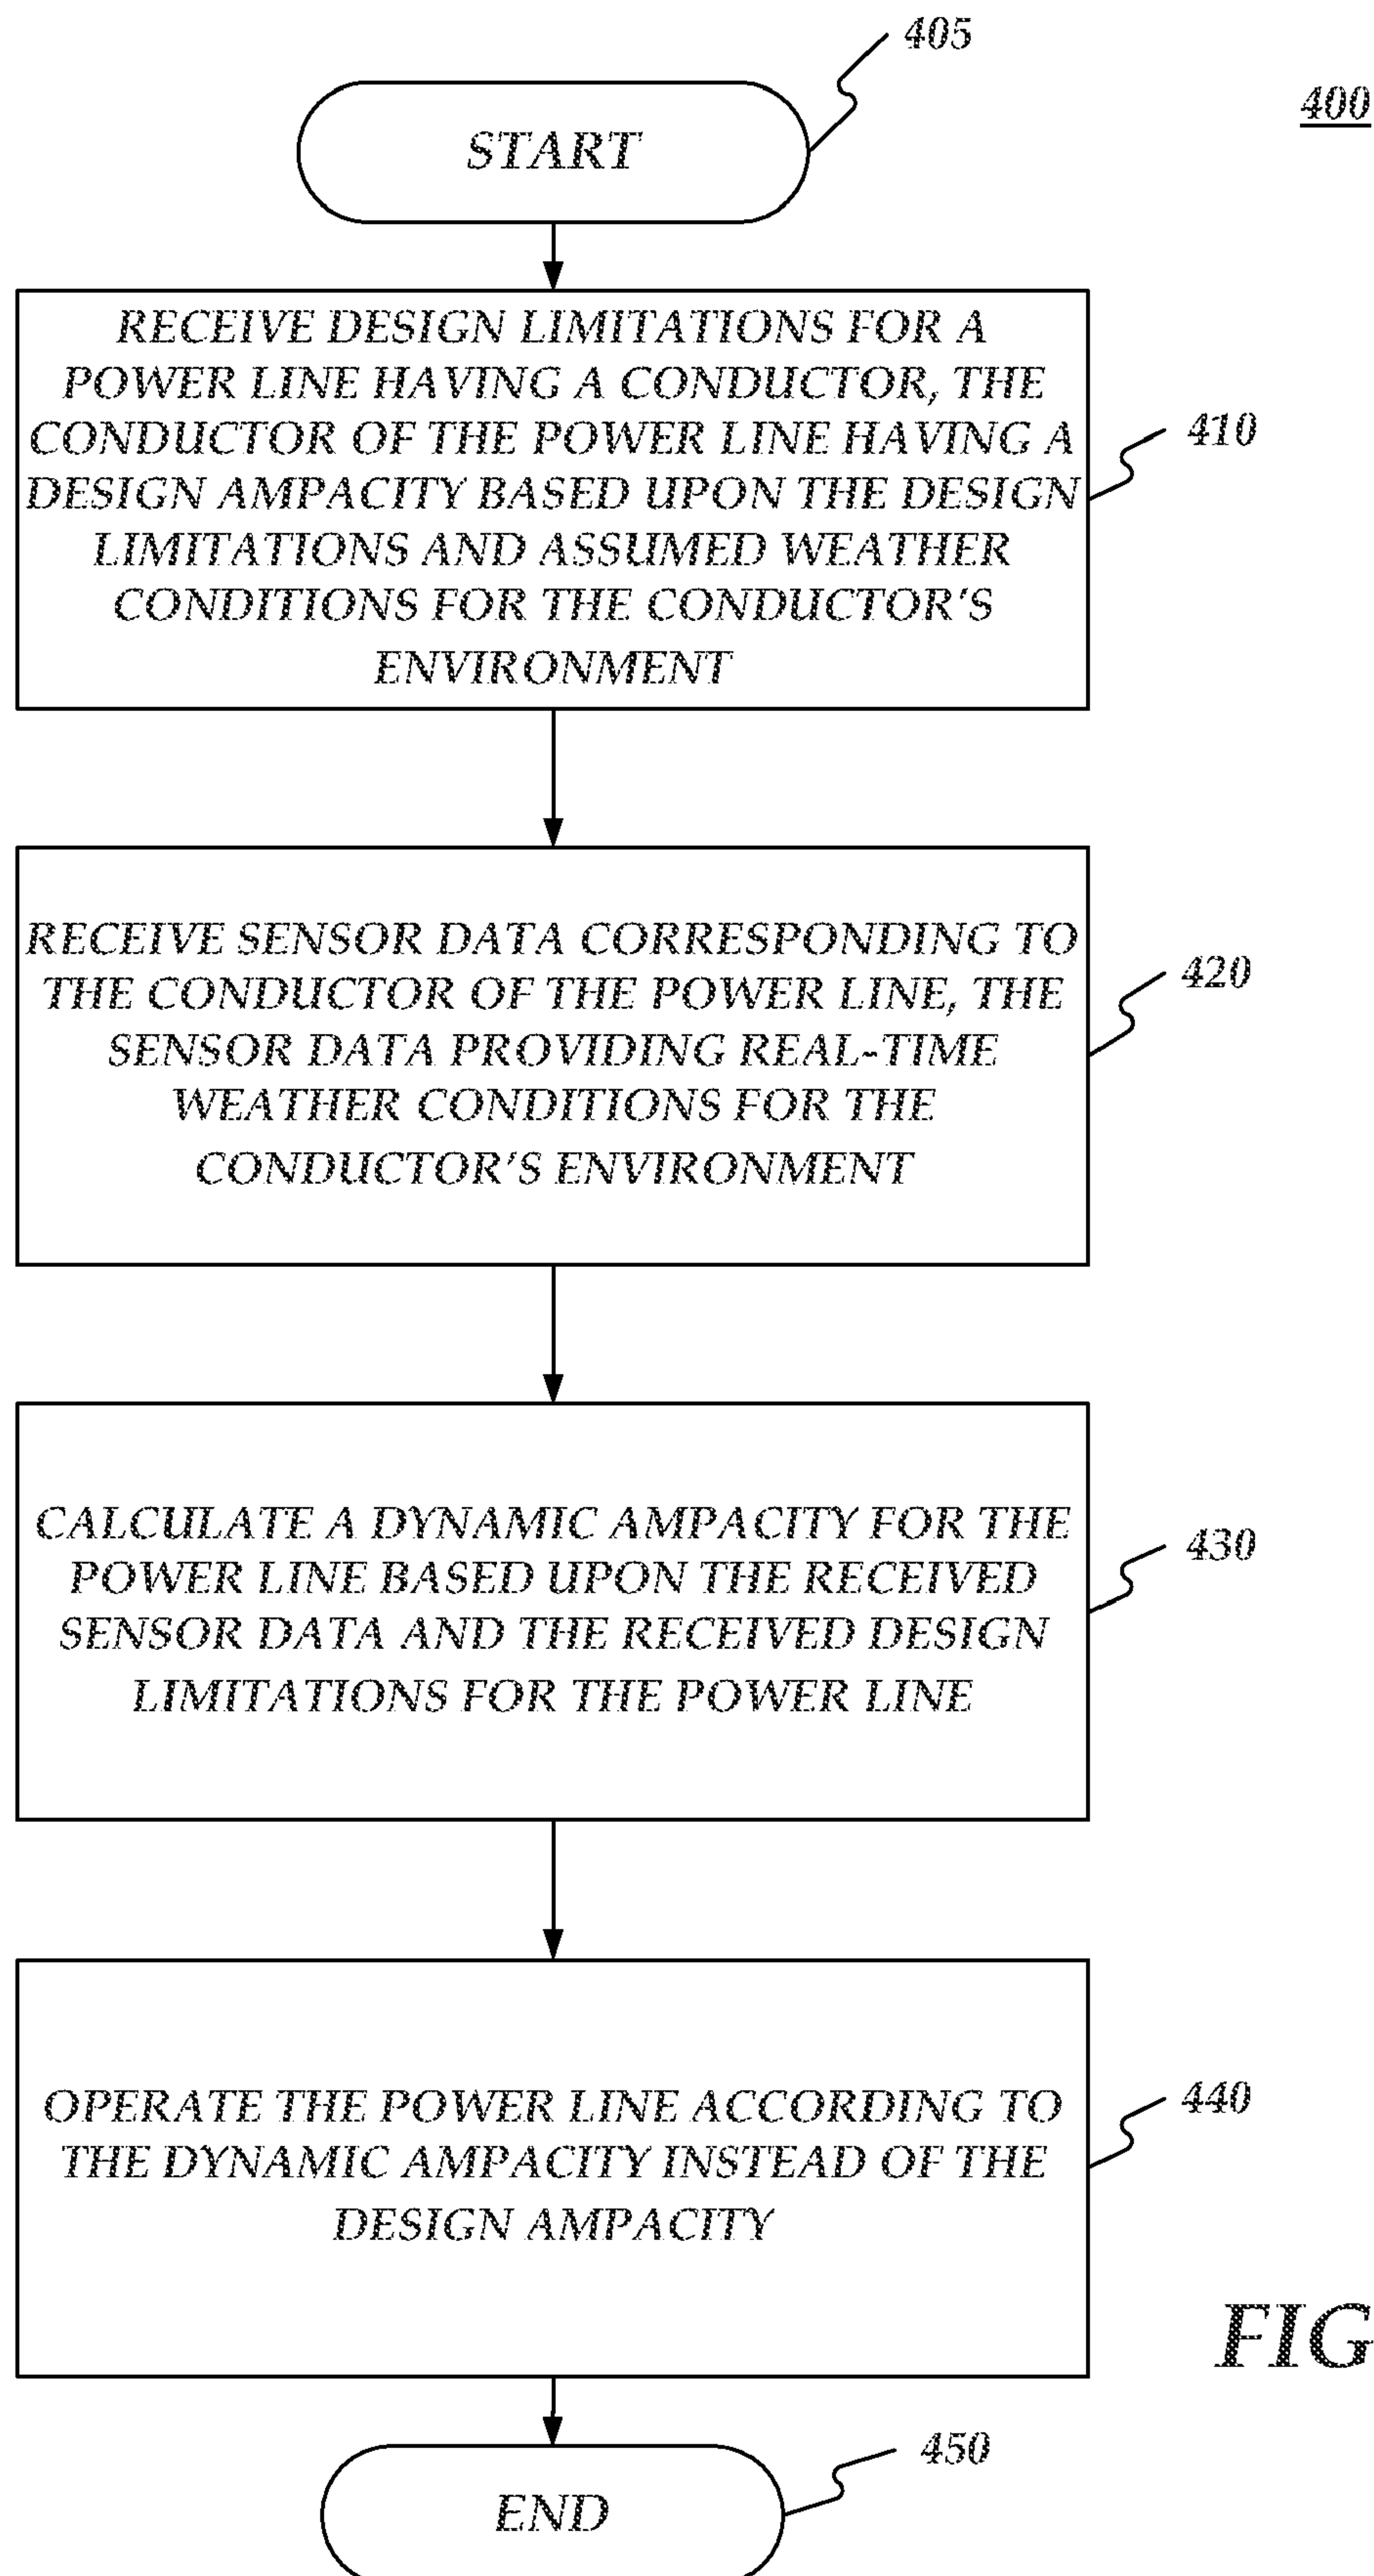 405
400
START
RECEIVE DESIGN LIMITATIONS FOR A
POWER LINE HAVING A CONDUCTOR, THE
CONDUCTOR OF THE POWER LINE HAVING A
DESIGN AMPACITY BASED UPON THE DESIGN
LIMITATIONS AND ASSUMED WEATHER
CONDITIONS FOR THE CONDUCTOR'S
ENVIRONMENT
410
RECEIVE SENSOR DATA CORRESPONDING TO
THE CONDUCTOR OF THE POWER LINE, THE
SENSOR DATA PROVIDING REAL-TIME
WEATHER CONDITIONS FOR THE
CONDUCTOR'S ENVIRONMENT
420
CALCULATE A DYNAMIC AMPACITY FOR THE
POWER LINE BASED UPON THE RECEIVED
SENSOR DATA AND THE RECEIVED DESIGN
LIMITATIONS FOR THE POWER LINE
430
OPERATE THE POWER LINE ACCORDING TO
THE DYNAMIC AMPACITY INSTEAD OF THE
DESIGN AMPACITY
440
FIG
450
END